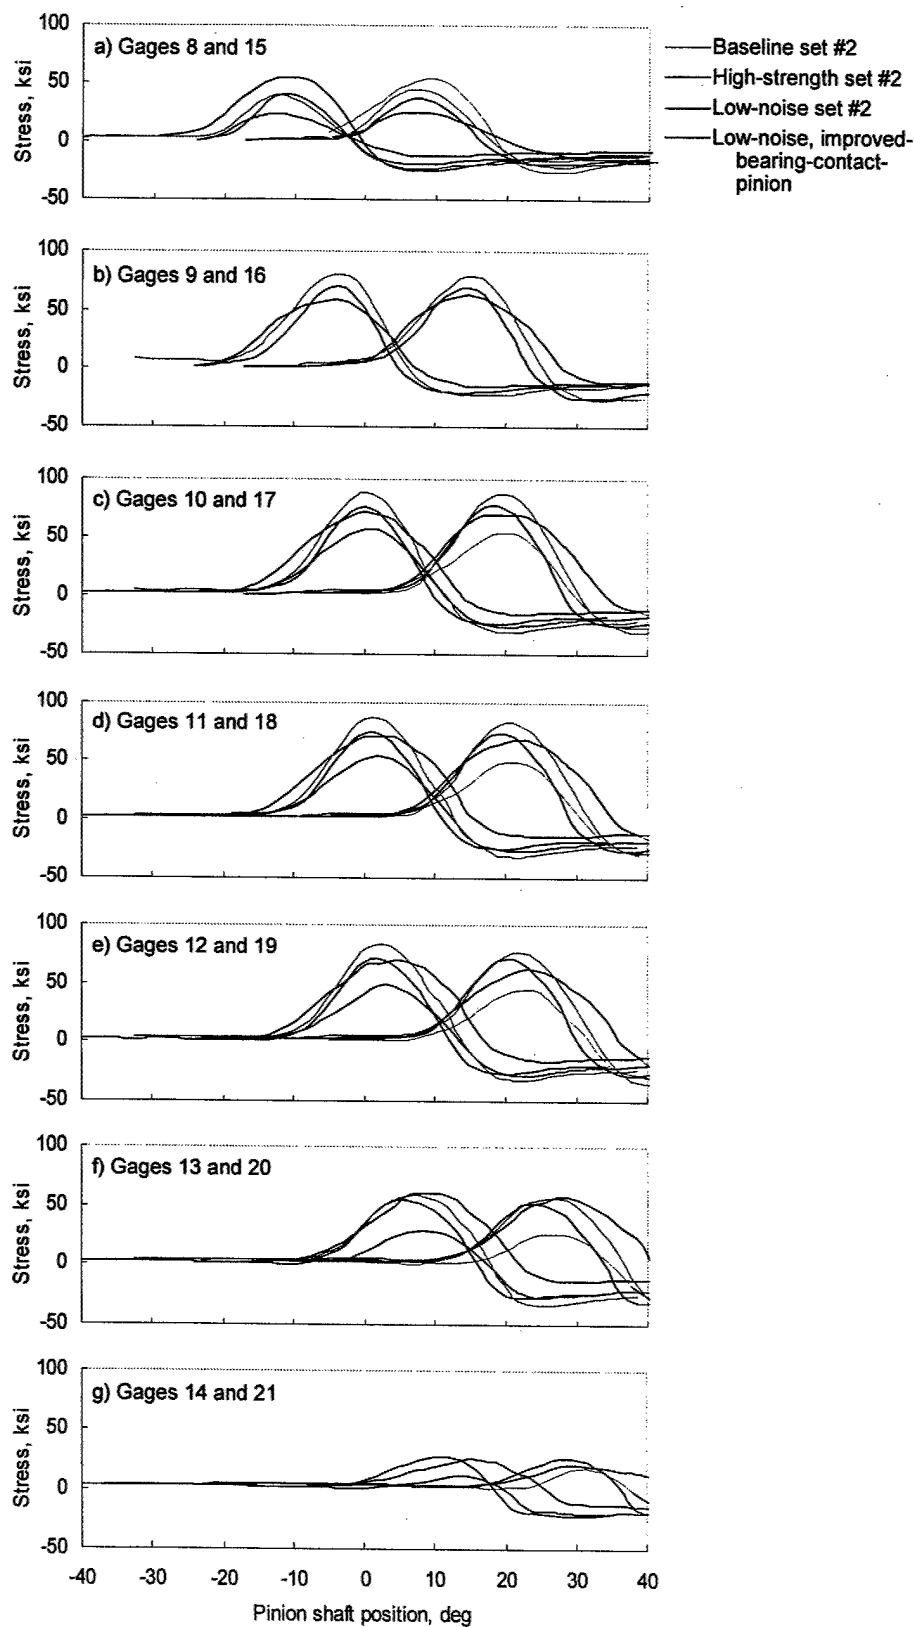 100
50
0
-50
Stress, ksi
a) Gages 8 and 15
Baseline set #2
High-strength set #2
Low-noise set #2
Low-noise, improved-
bearing-contact-
pinion
100
50
0
-50
Stress, ksi
b) Gages 9 and 16
100
50
0
-50
Stress, ksi
c) Gages 10 and 17
100
50
0
-50
Stress, ksi
d) Gages 11 and 18
100
50
0
-50
Stress, ksi
e) Gages 12 and 19
100
50
0
-50
Stress, ksi
f) Gages 13 and 20
100
50
0
-50
Stress, ksi
g) Gages 14 and 21
-40 -30 -20 -10 0 10 20 30 40
Pinion shaft position, deg